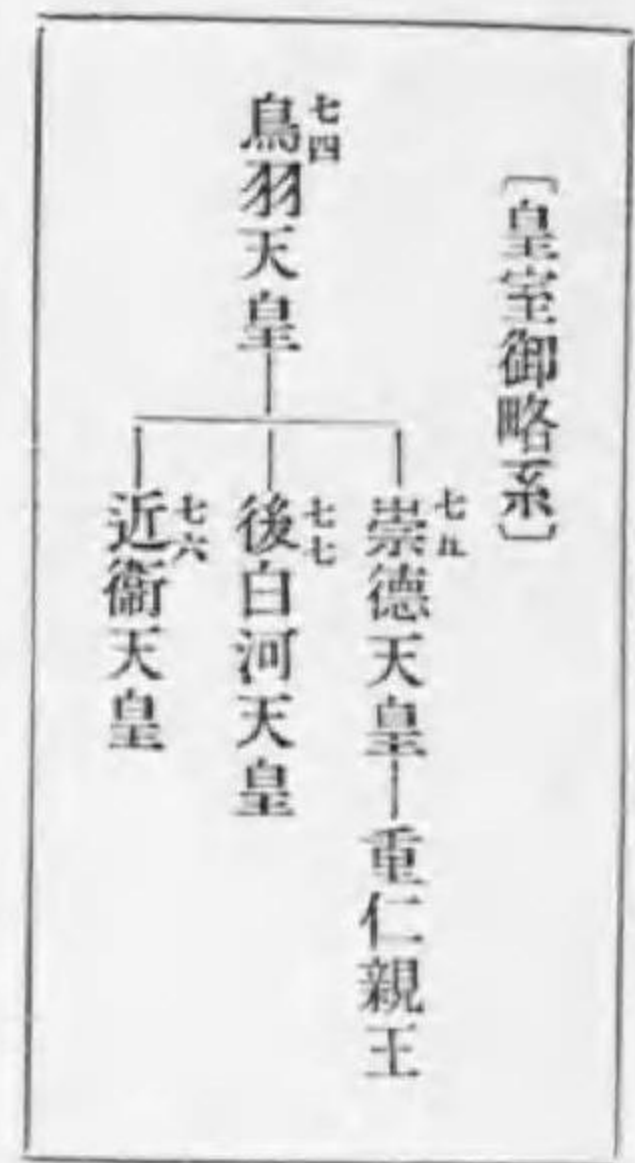 〔皇室御略系〕
七四
鳥羽天皇
七五
崇德天皇
重仁親王
七七
後白河天皇
七六
近衞天皇